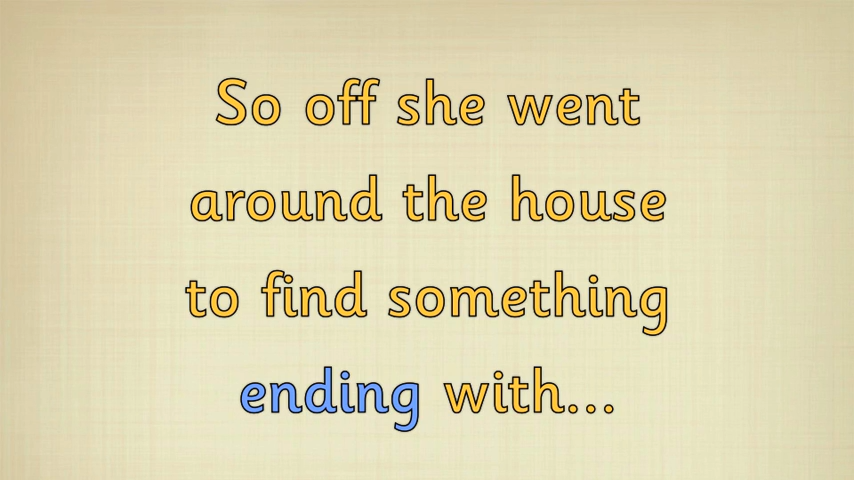 So off she went
around the house
to find something
ending with...